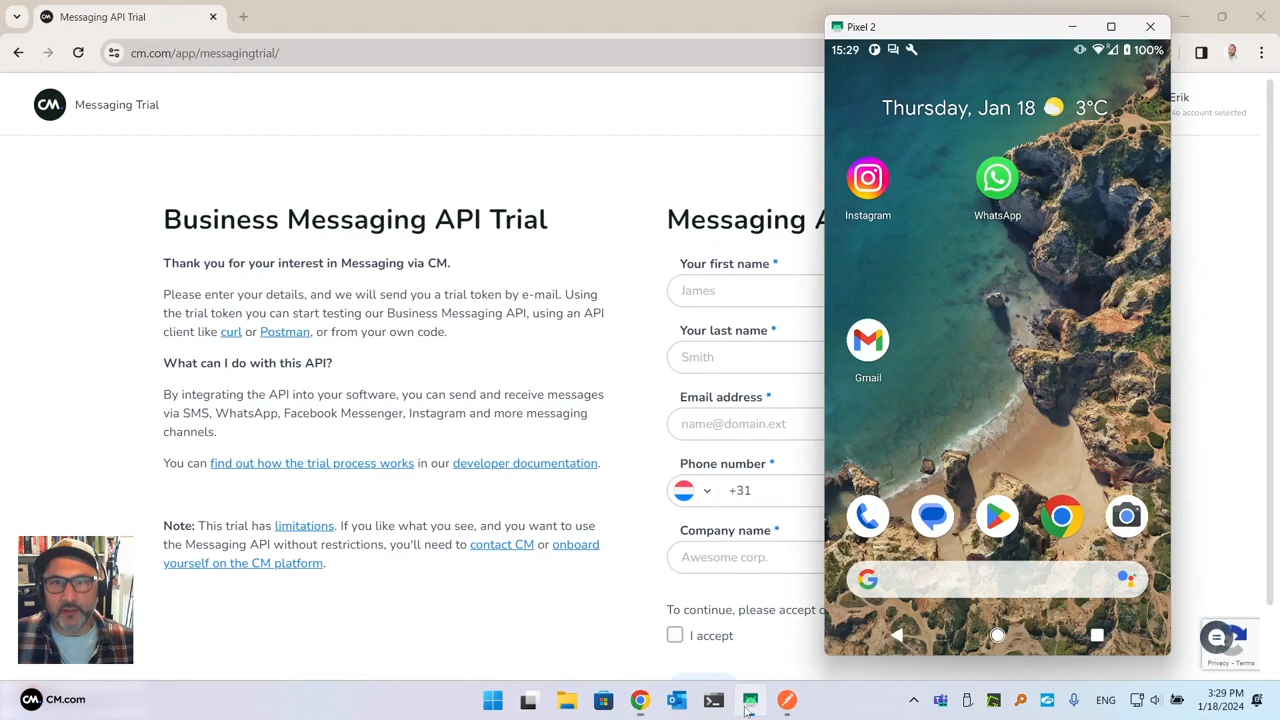 Messaging Trial
cm.com/app/messagingtrial/
CM.
Messaging Trial
Erik
No account selected
Business Messaging API Trial
Thank you for your interest in Messaging via CM.
Please enter your details, and we will send you a trial token by e-mail. Using
the trial token you can start testing our Business Messaging API, using an API
client like curl or Postman, or from your own code.
What can I do with this API?
By integrating the API into your software, you can send and receive messages
via SMS, WhatsApp, Facebook Messenger, Instagram and more messaging
channels.
You can find out how the trial process works in our developer documentation.
Note: This trial has limitations. If you like what you see, and you want to use
the Messaging API without restrictions, you'll need to contact CM or onboard
yourself on the CM platform.
Messaging A
Your first name *
James
Your last name *
Smith
Email address *
name@domain.ext
Phone number *
+31
Company name *
Awesome corp.
To continue, please accept o
I accept
Pixel 2
15:29
100%
Thursday, Jan 18
3°C
Instagram
WhatsApp
Gmail
Privacy - Terms
CM.
CM.com
ENG
3:29 PM
1/18/2024